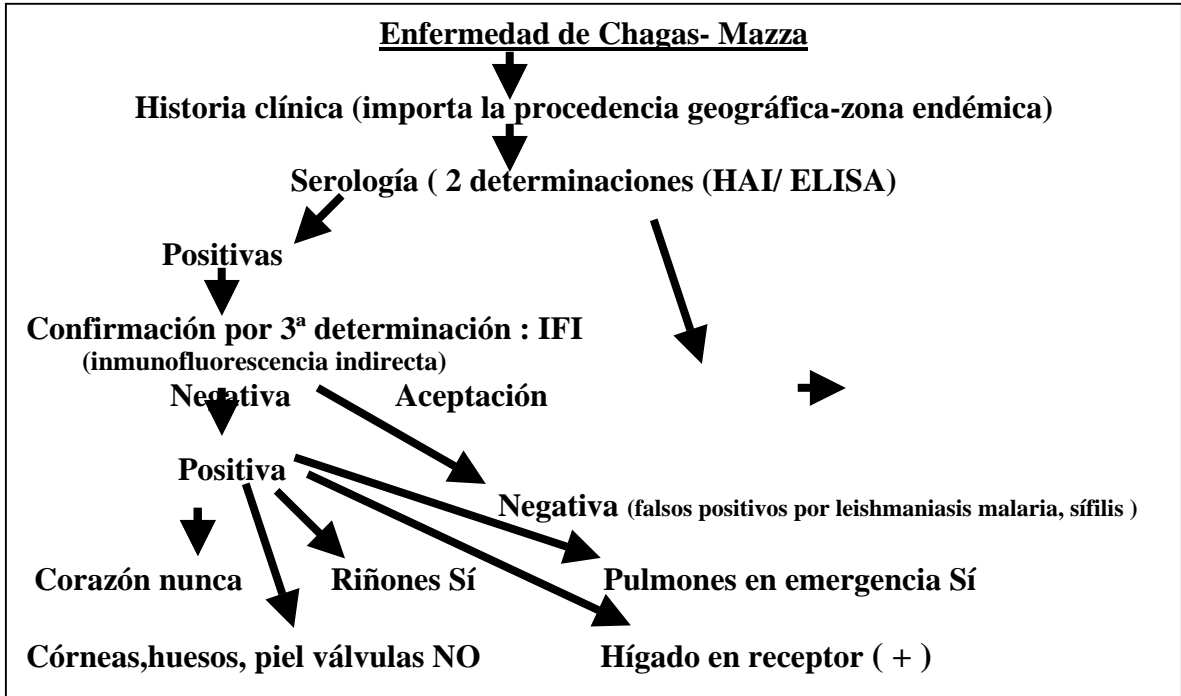 Enfermedad de Chagas- Mazza
Historia clínica (importa la procedencia geográfica-zona endémica)
Serología ( 2 determinaciones (HAI/ ELISA)
Positivas
Confirmación por 3ª determinación : IFI
(inmunofluorescencia indirecta)
Negativa Aceptación
Positiva
Negativa (falsos positivos por leishmaniasis malaria, sífilis )
Corazón nunca Riñones Sí Pulmones en emergencia Sí
Córneas,huesos, piel válvulas NO Hígado en receptor ( + )